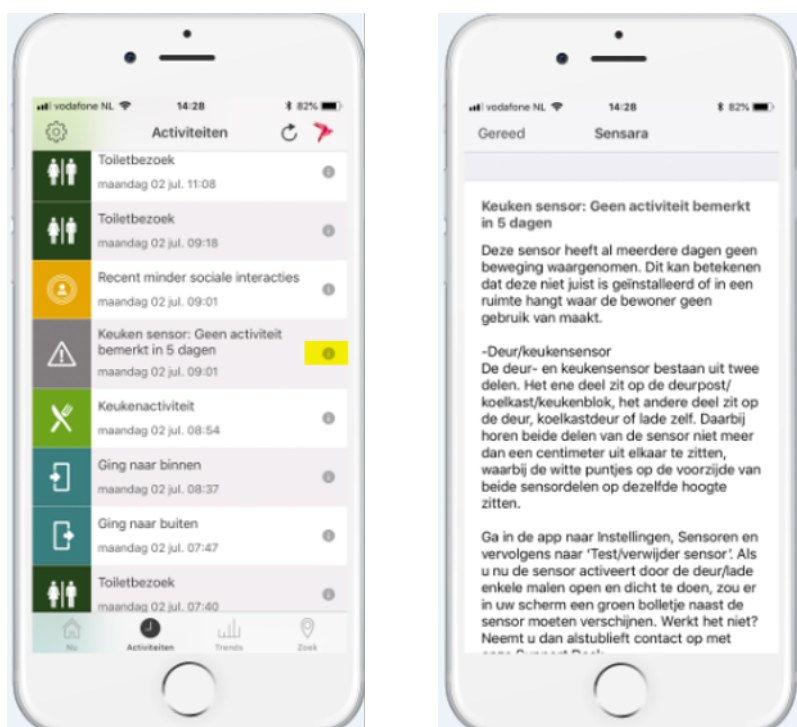 vodafone NL 14:28 82%
Activiteiten
Toiletbezoek
maandag 02 jul. 11:08
Toiletbezoek
maandag 02 jul. 09:18
Recent minder sociale interacties
maandag 02 jul. 09:01
Keuken sensor: Geen activiteit
bemerkt in 5 dagen
maandag 02 jul. 09:01
Keukenactiviteit
maandag 02 jul. 08:54
Ging naar binnen
maandag 02 jul. 08:37
Ging naar buiten
maandag 02 jul. 07:47
Toiletbezoek
maandag 02 jul. 07:40
Nu Activiteiten Trends Zoek
vodafone NL 14:28 82%
Gereed Sensara
Keuken sensor: Geen activiteit bemerkt
in 5 dagen
Deze sensor heeft al meerdere dagen geen
beweging waargenomen. Dit kan betekenen
dat deze niet juist is geïnstalleerd of in een
ruimte hangt waar de bewoner geen
gebruik van maakt.
-Deur/keukensensor
De deur- en keukensensor bestaan uit twee
delen. Het ene deel zit op de deurpost/
koelkast/keukenblok, het andere deel zit op
de deur, koelkastdeur of lade zelf. Daarbij
horen beide delen van de sensor niet meer
dan een centimeter uit elkaar te zitten,
waarbij de witte puntjes op de voorzijde van
beide sensordelen op dezelfde hoogte
zitten.
Ga in de app naar Instellingen, Sensoren en
vervolgens naar 'Test/verwijder sensor'. Als
u nu de sensor activeert door de deur/lade
enkele malen open en dicht te doen, zou er
in uw scherm een groen bolletje naast de
sensor moeten verschijnen. Werkt het niet?
Neemt u dan alstublieft contact op met